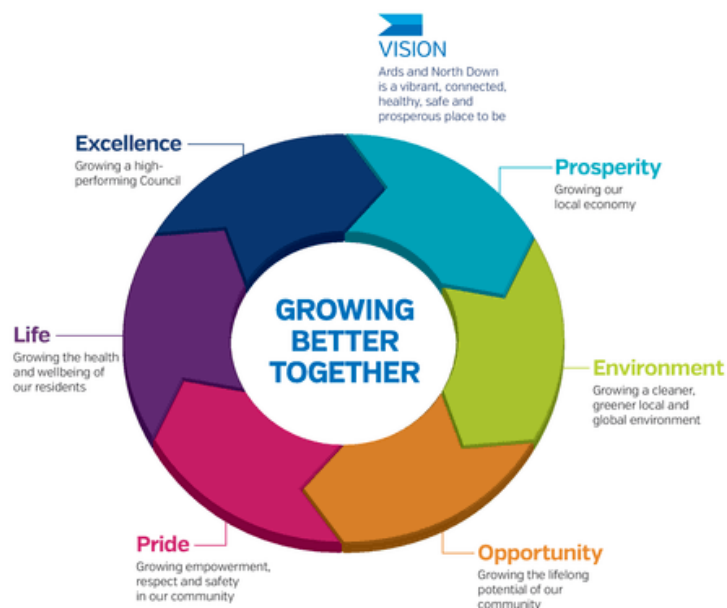 VISION
Ards and North Down
is a vibrant, connected,
healthy, safe and
prosperous place to be
Excellence
Growing a high-
performing Council
Prosperity
Growing our
local economy
GROWING
BETTER
TOGETHER
Life
Growing the health
and wellbeing of
our residents
Environment
Growing a cleaner,
greener local and
global environment
Pride
Growing empowerment,
respect and safety
in our community
Opportunity
Growing the lifelong
potential of our
community